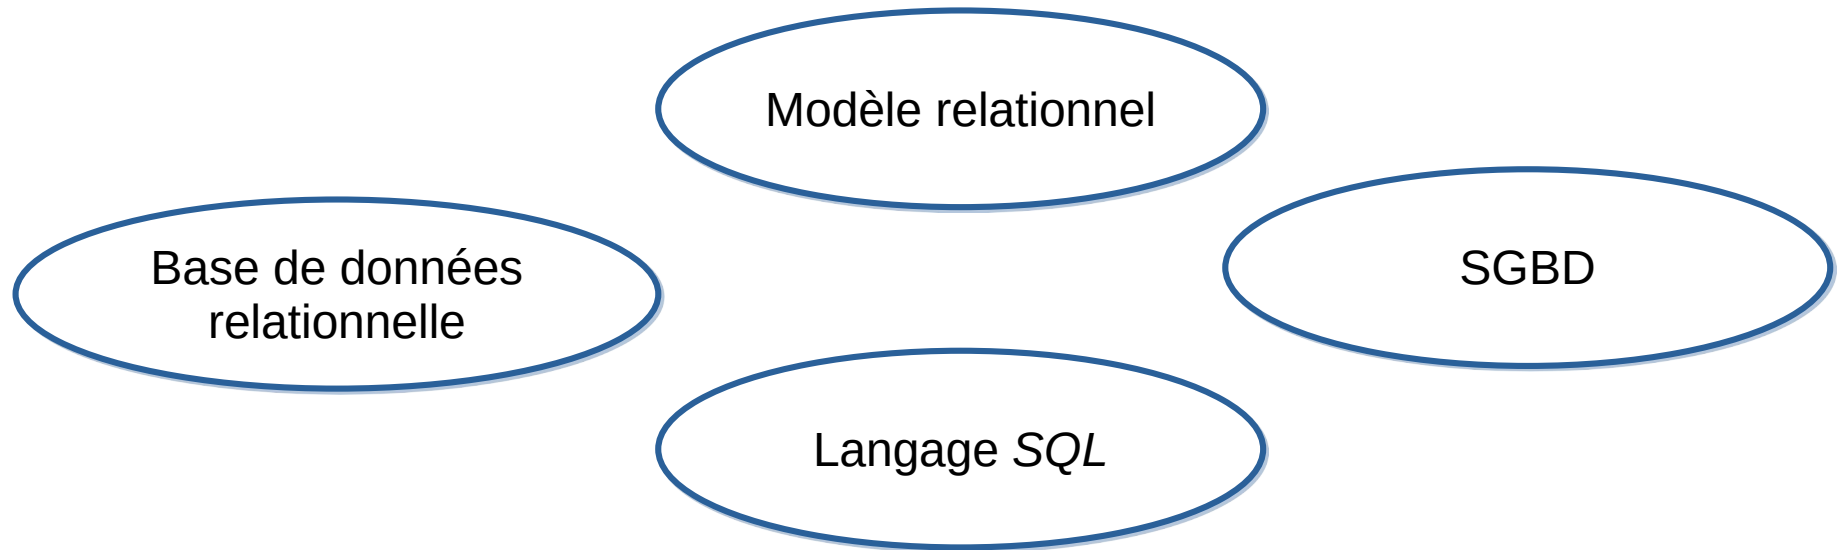 Modèle relationnel
Base de données
relationnelle
SGBD
Langage SQL